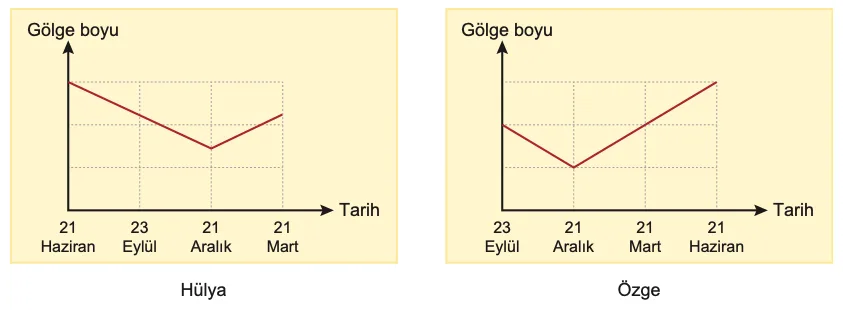 Gölge boyu
Tarih
21 Haziran
23 Eylül
21 Aralık
21 Mart
Hülya
Gölge boyu
Tarih
23 Eylül
21 Aralık
21 Mart
21 Haziran
Özge